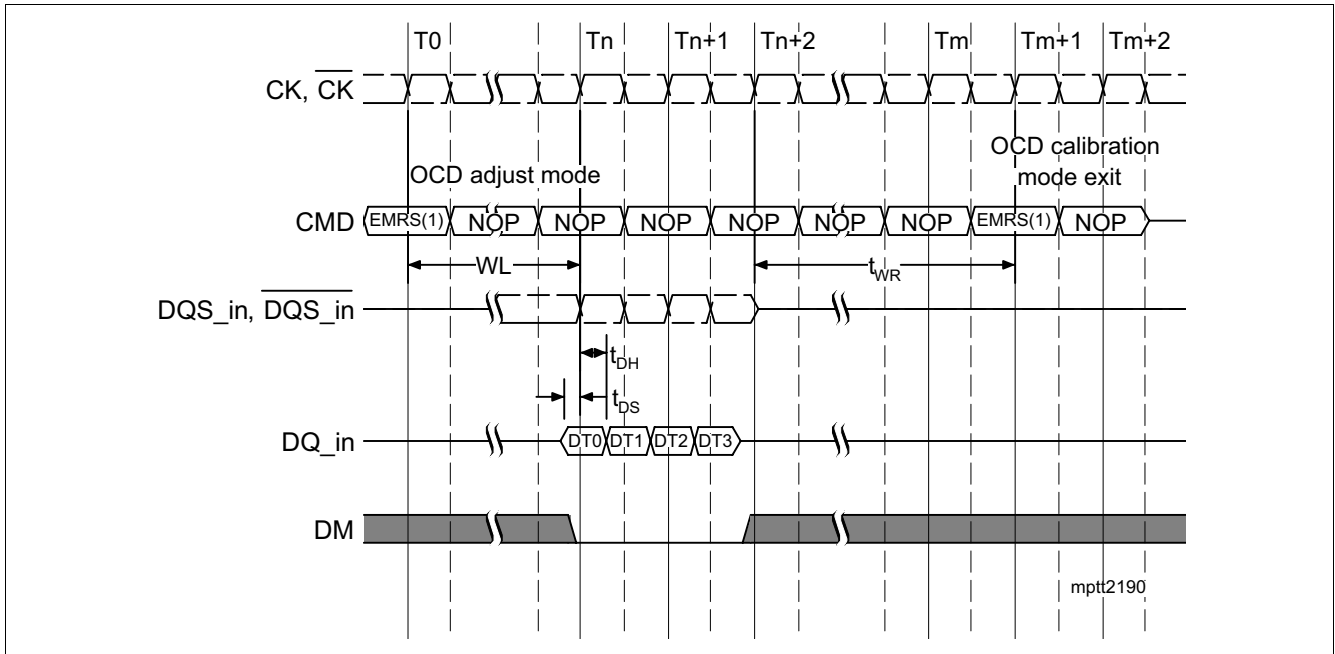 T0 Tn Tn+1 Tn+2 Tm Tm+1 Tm+2
CK, CK
OCD adjust mode
OCD calibration
mode exit
CMD EMRS(1) NOP NOP NOP NOP NOP NOP EMRS(1) NOP
WL tWR
DQS_in, DQS_in
tDH
tDS
DQ_in DT0 DT1 DT2 DT3
DM
mptt2190